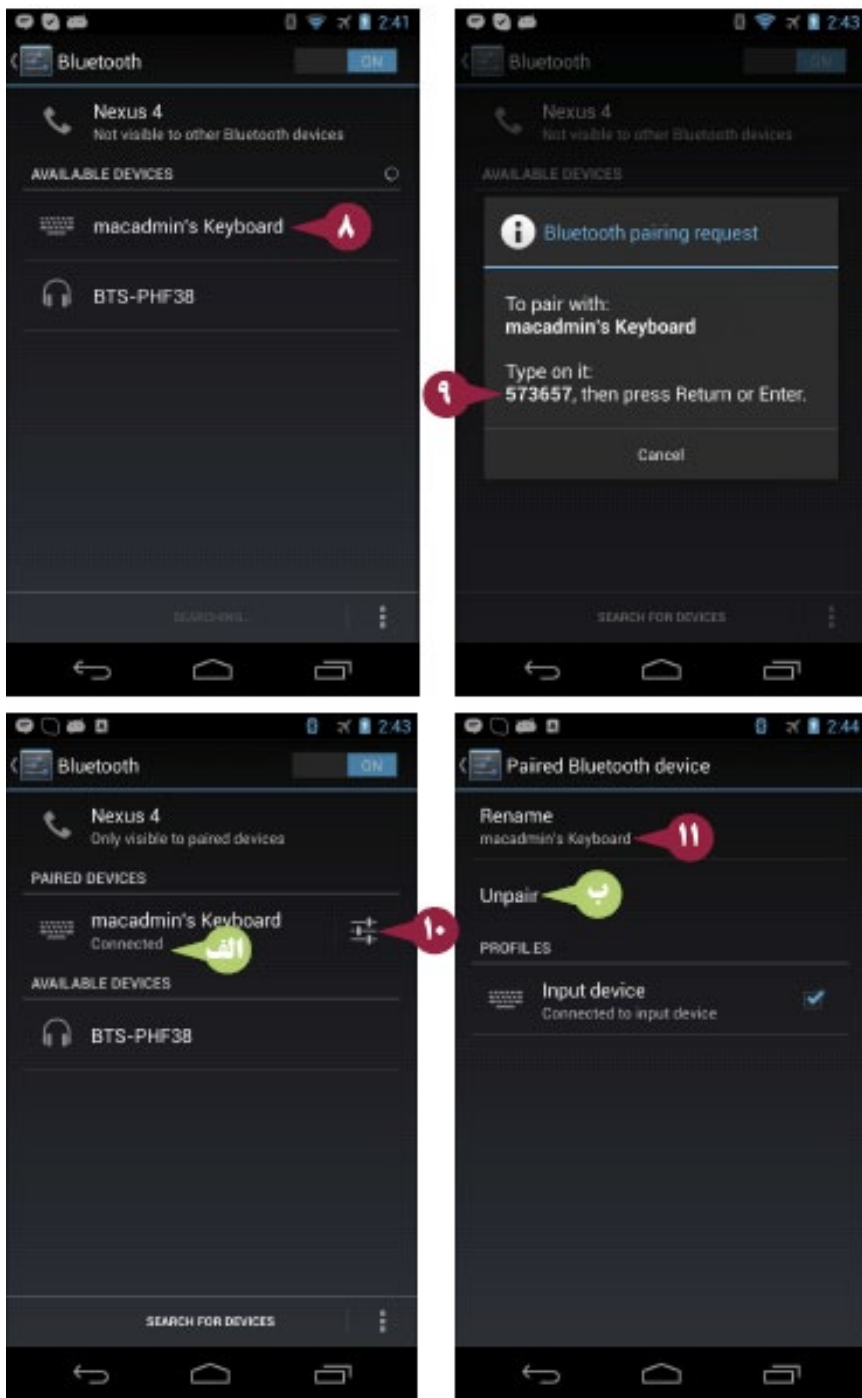 2:41
Bluetooth
ON
Nexus 4
Not visible to other Bluetooth devices
AVAILABLE DEVICES
macadmin's Keyboard
۸
BTS-PHF38
SEARCHING...
2:43
Bluetooth
ON
Nexus 4
Not visible to other Bluetooth devices
AVAILABLE DEVICES
Bluetooth pairing request
To pair with:
macadmin's Keyboard
Type on it:
۹
573657, then press Return or Enter.
Cancel
SEARCH FOR DEVICES
2:43
Bluetooth
ON
Nexus 4
Only visible to paired devices
PAIRED DEVICES
macadmin's Keyboard
Connected
الف
۱۰
AVAILABLE DEVICES
BTS-PHF38
SEARCH FOR DEVICES
2:44
Paired Bluetooth device
Rename
macadmin's Keyboard
۱۱
Unpair
ب
PROFILES
Input device
Connected to input device